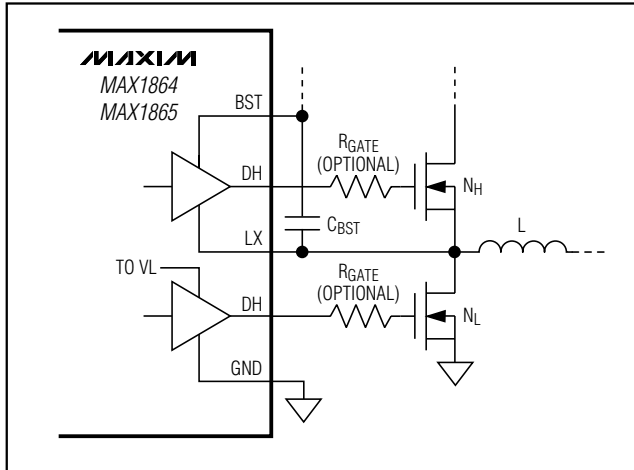 MAXIM
MAX1864
MAX1865
BST
RGATE
(OPTIONAL)
DH
NH
CBST
L
LX
TO VL
RGATE
(OPTIONAL)
DH
NL
GND